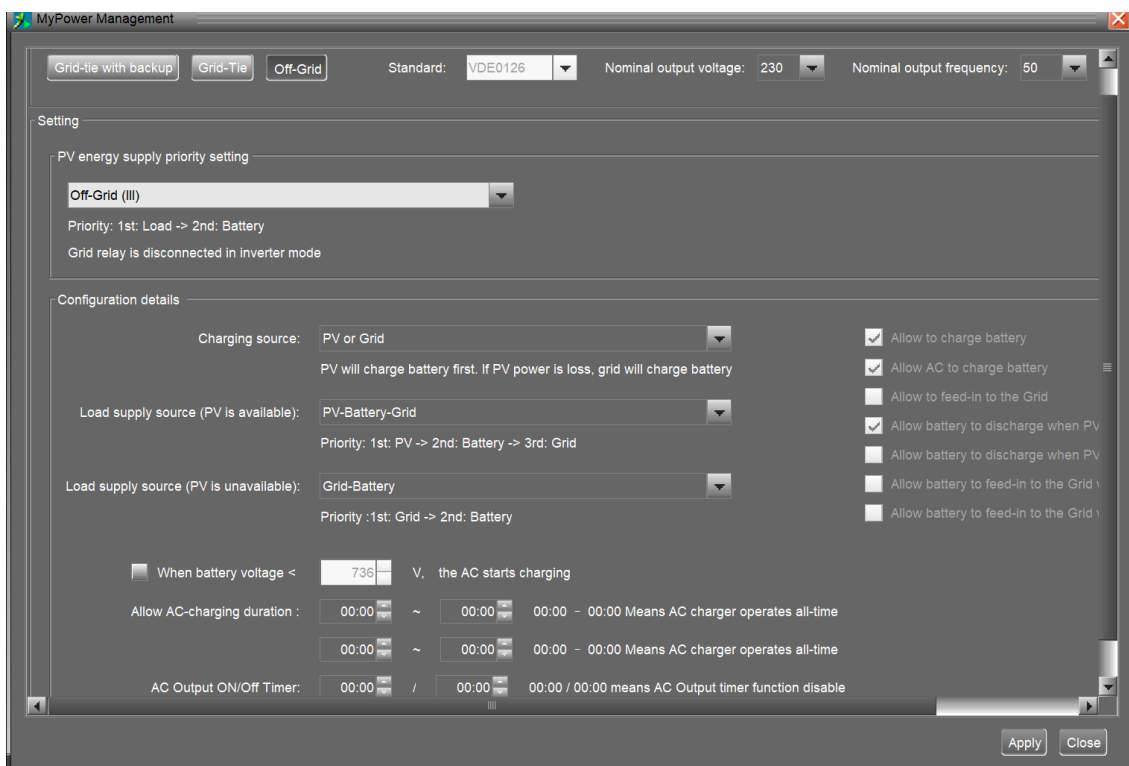 MyPower Management
Grid-tie with backup Grid-Tie Off-Grid Standard: VDE0126 Nominal output voltage: 230 Nominal output frequency: 50
Setting
PV energy supply priority setting
Off-Grid (III)
Priority: 1st: Load -> 2nd: Battery
Grid relay is disconnected in inverter mode
Configuration details
Charging source: PV or Grid Allow to charge battery
PV will charge battery first. If PV power is loss, grid will charge battery Allow AC to charge battery
Allow to feed-in to the Grid
Load supply source (PV is available): PV-Battery-Grid Allow battery to discharge when PV
Priority: 1st: PV -> 2nd: Battery -> 3rd: Grid Allow battery to discharge when PV
Load supply source (PV is unavailable): Grid-Battery Allow battery to feed-in to the Grid
Priority :1st: Grid -> 2nd: Battery Allow battery to feed-in to the Grid
When battery voltage < 736 V, the AC starts charging
Allow AC-charging duration : 00:00 ~ 00:00 00:00 - 00:00 Means AC charger operates all-time
00:00 ~ 00:00 00:00 - 00:00 Means AC charger operates all-time
AC Output ON/Off Timer: 00:00 / 00:00 00:00 / 00:00 means AC Output timer function disable
Apply Close